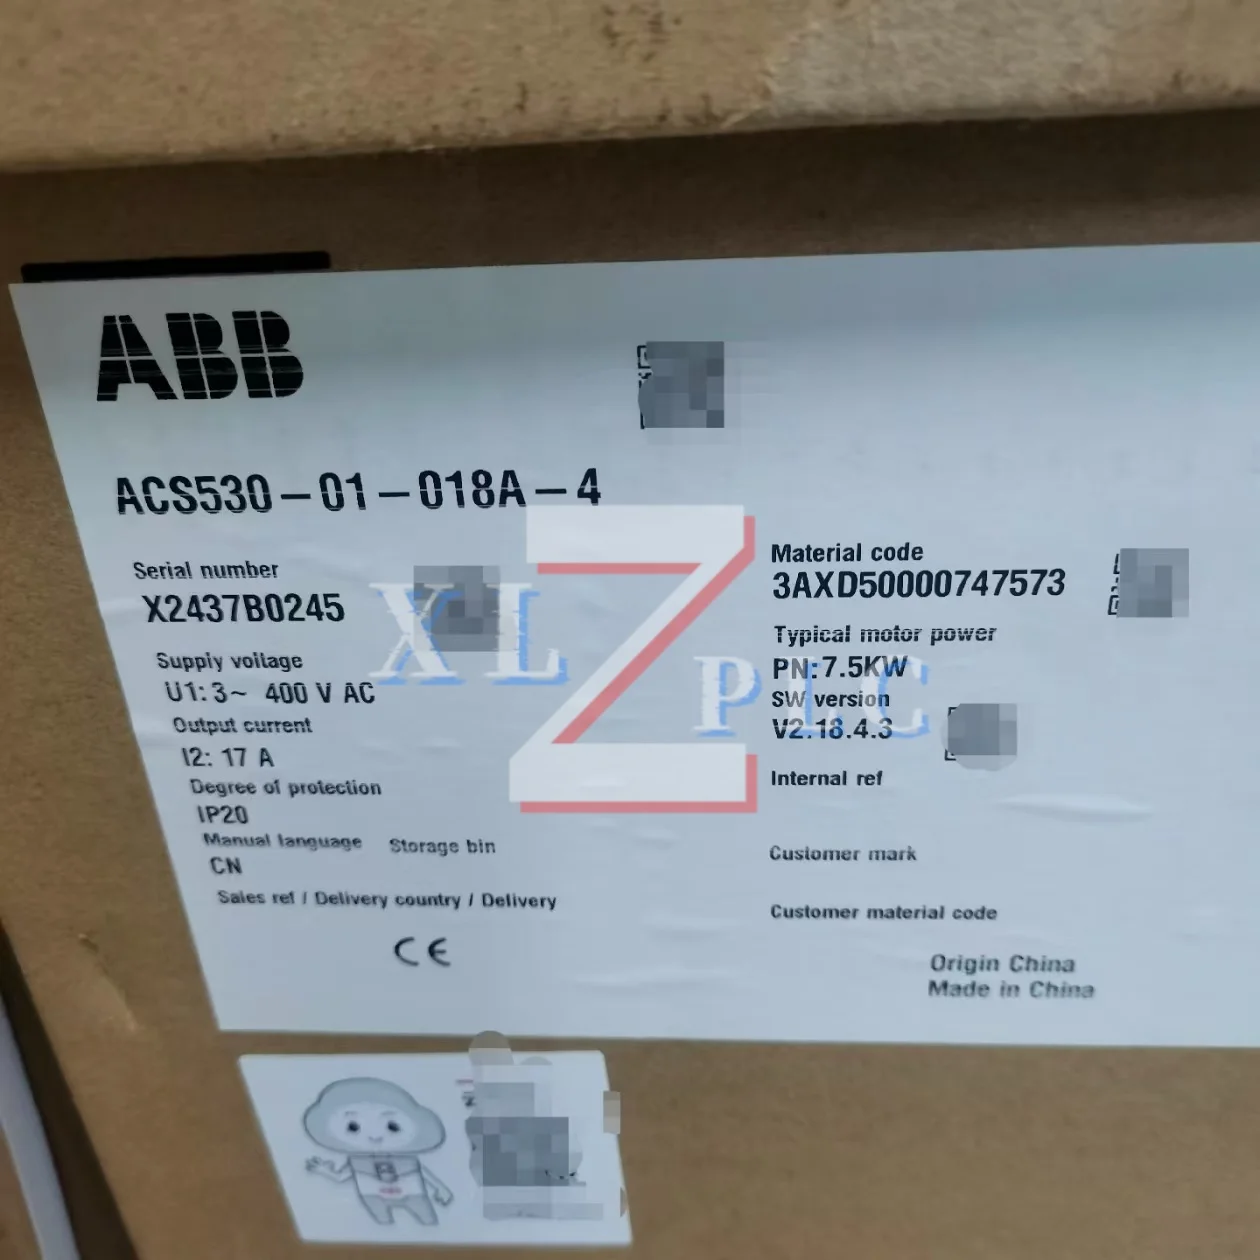 ABB
ACS530-01-018A-4
Serial number
X2437B0245
Supply voltage
U1: 3~ 400 V AC
Output current
I2: 17 A
Degree of protection
IP20
Manual language Storage bin
CN
Sales ref / Delivery country / Delivery
CE
Material code
3AXD50000747573
Typical motor power
PN: 7.5KW
SW version
V2.18.4.3
Internal ref
Customer mark
Customer material code
Origin China
Made in China
XL Z PLC